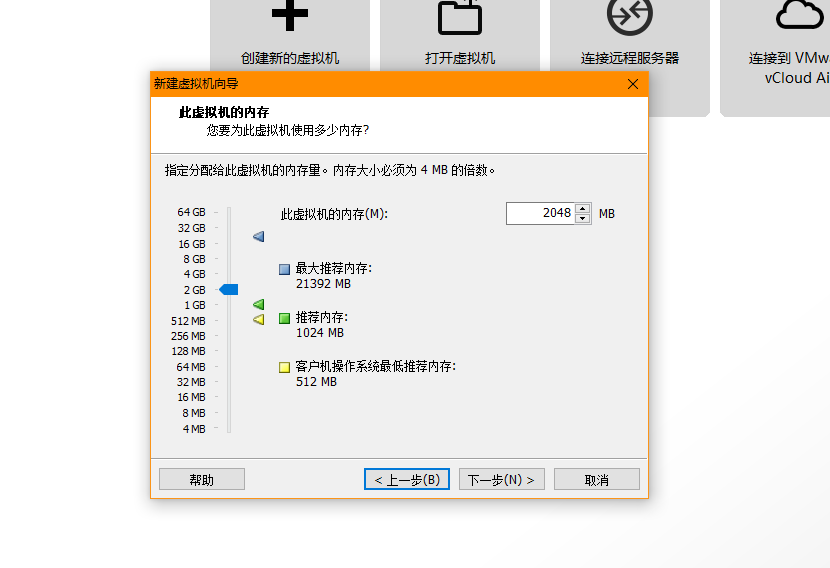 创建新的虚拟机
打开虚拟机
连接远程服务器
连接到 VMwa
vCloud Ai
新建虚拟机向导
此虚拟机的内存
您要为此虚拟机使用多少内存?
指定分配给此虚拟机的内存量。内存大小必须为 4 MB 的倍数。
此虚拟机的内存(M):
2048
MB
64 GB
32 GB
16 GB
8 GB
4 GB
2 GB
1 GB
512 MB
256 MB
128 MB
64 MB
32 MB
16 MB
8 MB
4 MB
最大推荐内存:
21392 MB
推荐内存:
1024 MB
客户机操作系统最低推荐内存:
512 MB
帮助
< 上一步(B)
下一步(N) >
取消